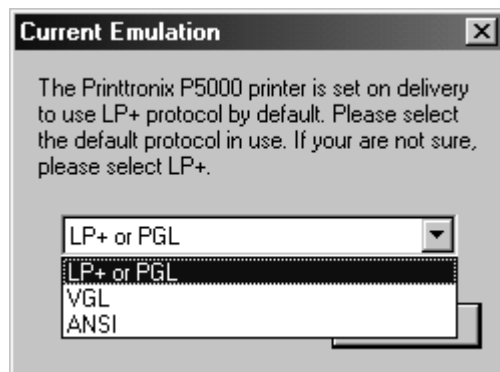 Current Emulation
The Printtronix P5000 printer is set on delivery
to use LP+ protocol by default. Please select
the default protocol in use. If your are not sure,
please select LP+.
LP+ or PGL
LP+ or PGL
VGL
ANSI